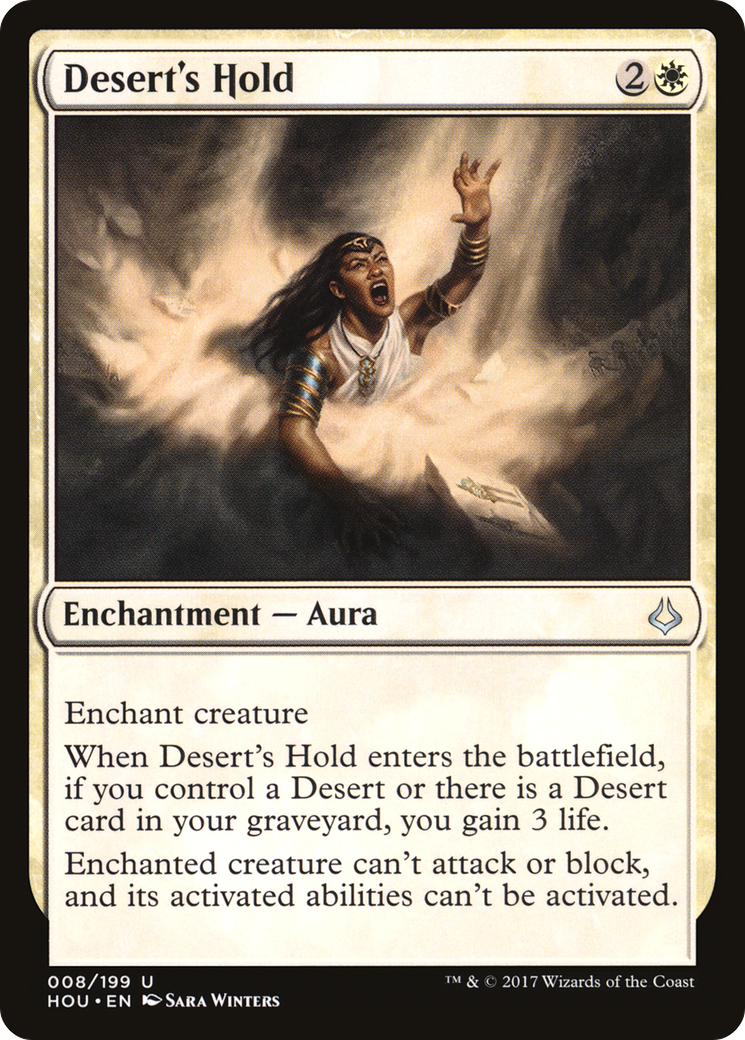 Desert's Hold
2
Enchantment — Aura
Enchant creature
When Desert's Hold enters the battlefield,
if you control a Desert or there is a Desert
card in your graveyard, you gain 3 life.
Enchanted creature can't attack or block,
and its activated abilities can't be activated.
008/199 U
™ & © 2017 Wizards of the Coast
HOU • EN Sara Winters